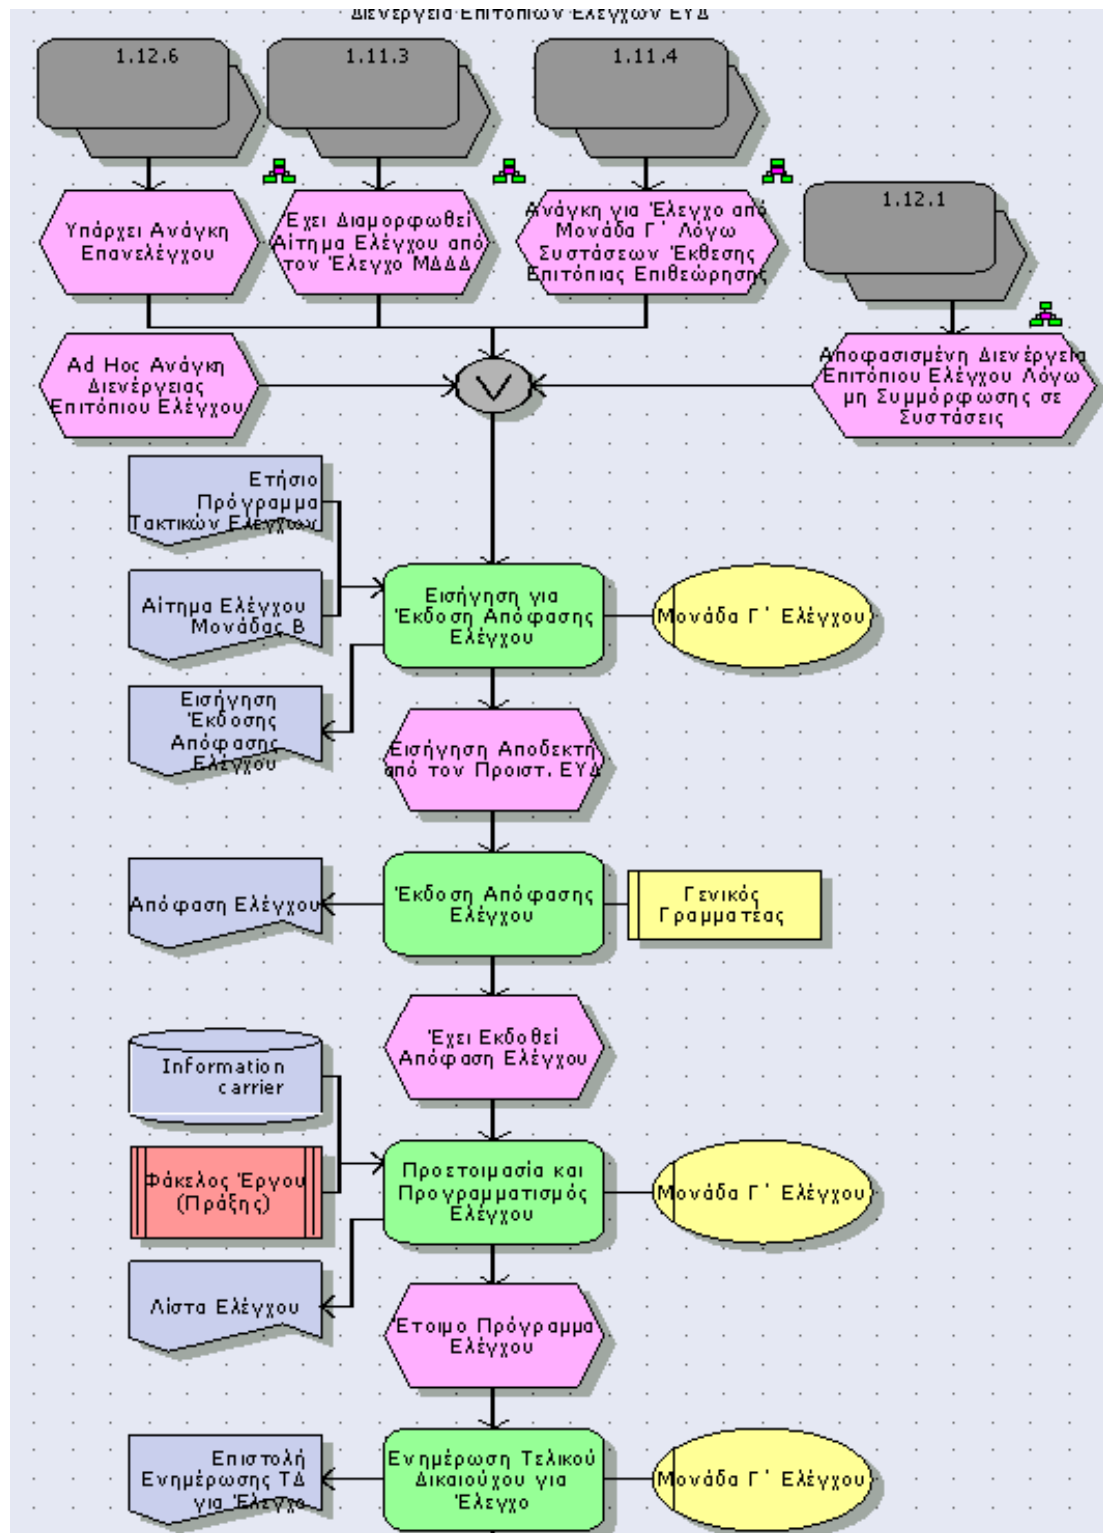 Διενέργεια Επιτόπιων Ελέγχων ΕΥΔ
1.12.6
1.11.3
1.11.4
1.12.1
Υπάρχει Ανάγκη
Επανελέγχου
Έχει Διαμορφωθεί
Αίτημα Ελέγχου από
τον Έλεγχο ΜΔΔΔ
Ανάγκη για Έλεγχο από
Μονάδα Γ΄ Λόγω
Συστάσεων Έκθεσης
Επιτόπιας Επιθεώρησης
Ad Hoc Ανάγκη
Διενέργειας
Επιτόπιου Ελέγχου
Αποφασισμένη Διενέργεια
Επιτόπιου Ελέγχου Λόγω
μη Συμμόρφωσης σε
Συστάσεις
Ετήσιο
Πρόγραμμα
Τακτικών Ελέγχων
Αίτημα Ελέγχου
Μονάδας Β
Εισήγηση για
Έκδοση Απόφασης
Ελέγχου
Μονάδα Γ΄ Ελέγχου
Εισήγηση
Έκδοσης
Απόφασης
Ελέγχου
Εισήγηση Αποδεκτή
από τον Προιστ. ΕΥΔ
Απόφαση Ελέγχου
Έκδοση Απόφασης
Ελέγχου
Γενικός
Γραμματέας
Έχει Εκδοθεί
Απόφαση Ελέγχου
Information
carrier
Φάκελος Έργου
(Πράξης)
Προετοιμασία και
Προγραμματισμός
Ελέγχου
Μονάδα Γ΄ Ελέγχου
Λίστα Ελέγχου
Έτοιμο Πρόγραμμα
Ελέγχου
Επιστολή
Ενημέρωσης ΤΔ
για Έλεγχο
Ενημέρωση Τελικού
Δικαιούχου για
Έλεγχο
Μονάδα Γ΄ Ελέγχου